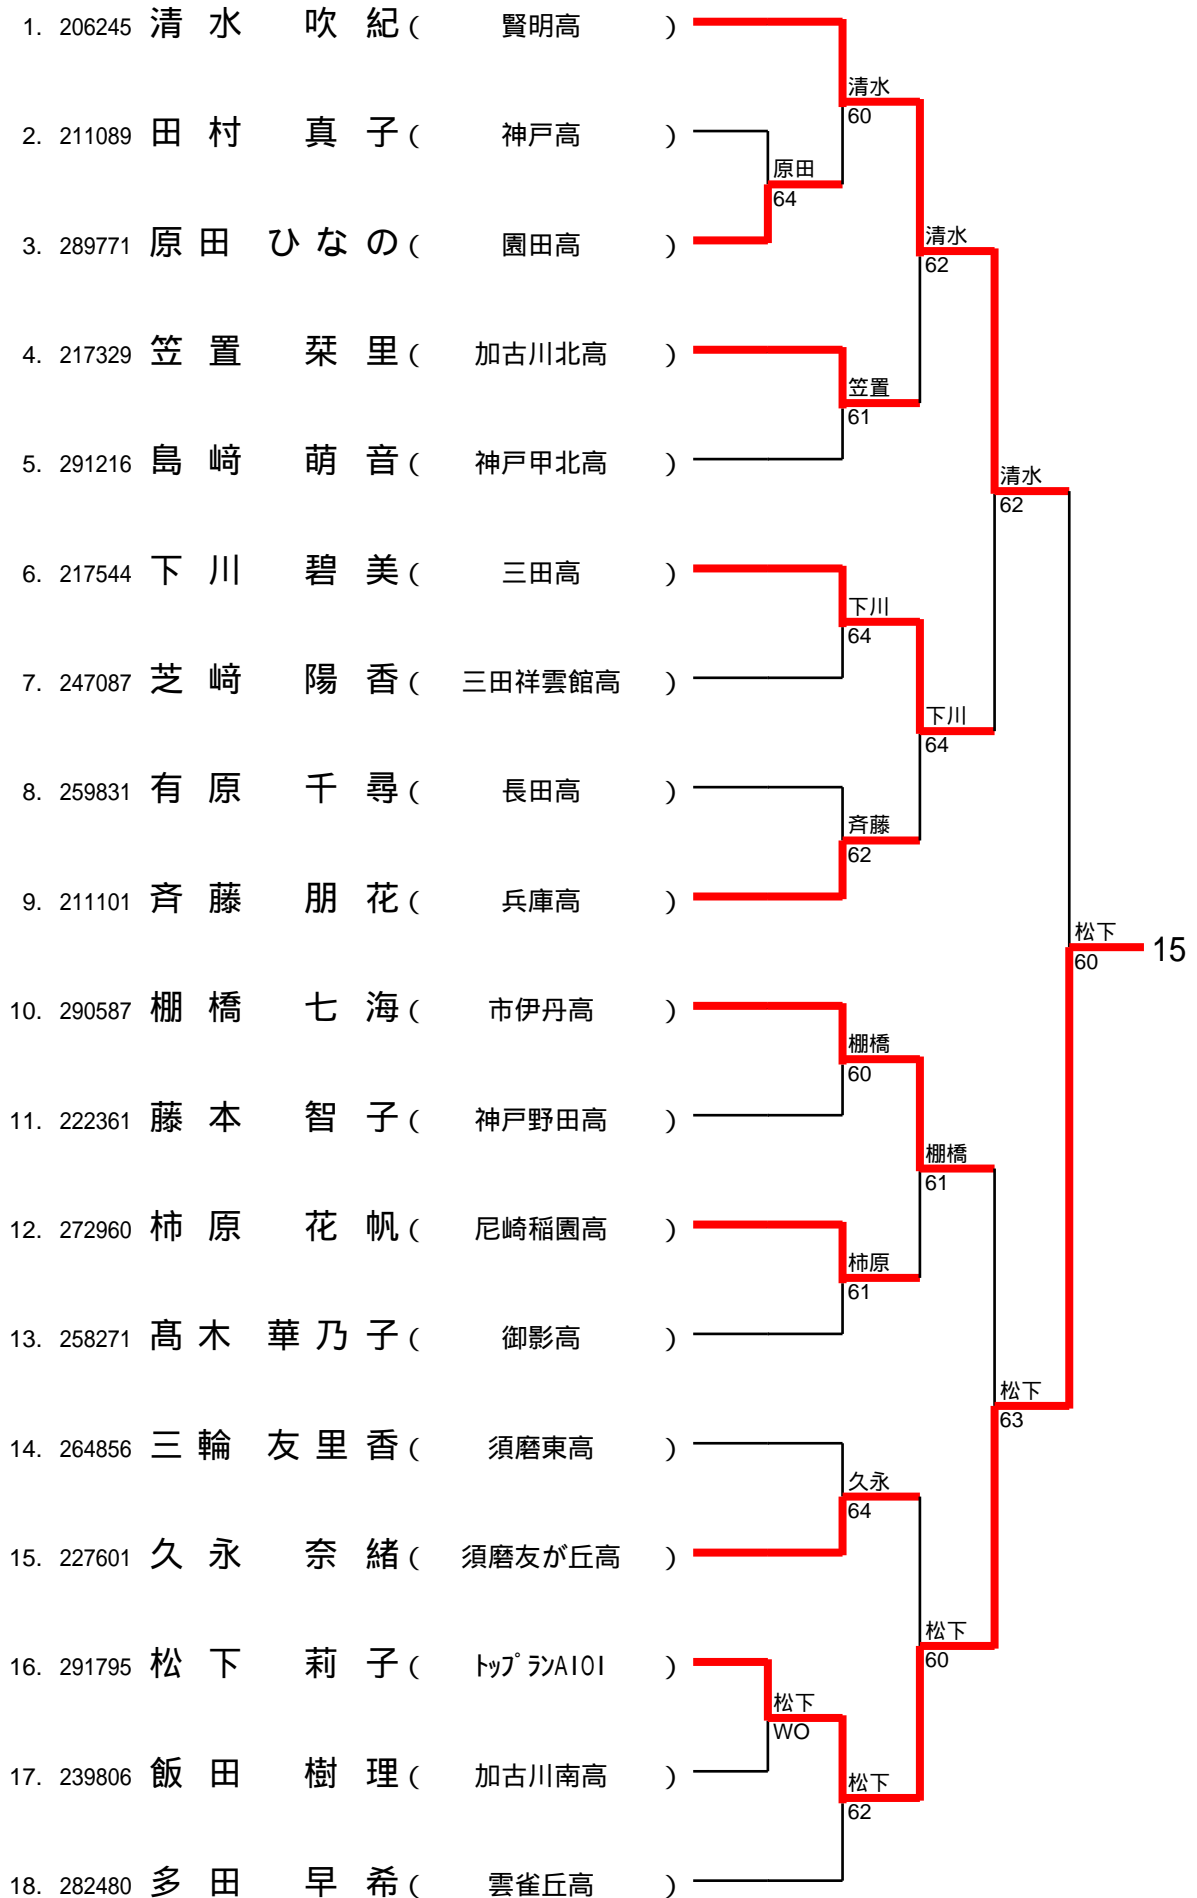 1. 206245 清水 吹紀 ( 賢明高 )
清水
60
2. 211089 田村 真子 ( 神戸高 )
原田
64
3. 289771 原田 ひなの ( 園田高 )
清水
62
4. 217329 笠置 栞里 ( 加古川北高 )
笠置
61
5. 291216 島﨑 萌音 ( 神戸甲北高 )
清水
62
6. 217544 下川 碧美 ( 三田高 )
下川
64
7. 247087 芝﨑 陽香 ( 三田祥雲館高 )
下川
64
8. 259831 有原 千尋 ( 長田高 )
斉藤
62
9. 211101 斉藤 朋花 ( 兵庫高 )
松下
60
15
10. 290587 棚橋 七海 ( 市伊丹高 )
棚橋
60
11. 222361 藤本 智子 ( 神戸野田高 )
棚橋
61
12. 272960 柿原 花帆 ( 尼崎稲園高 )
柿原
61
13. 258271 髙木 華乃子 ( 御影高 )
松下
63
14. 264856 三輪 友里香 ( 須磨東高 )
久永
64
15. 227601 久永 奈緒 ( 須磨友が丘高 )
松下
60
16. 291795 松下 莉子 ( ﾄｯﾌﾟﾗﾝAIOI )
松下
WO
17. 239806 飯田 樹理 ( 加古川南高 )
松下
62
18. 282480 多田 早希 ( 雲雀丘高 )